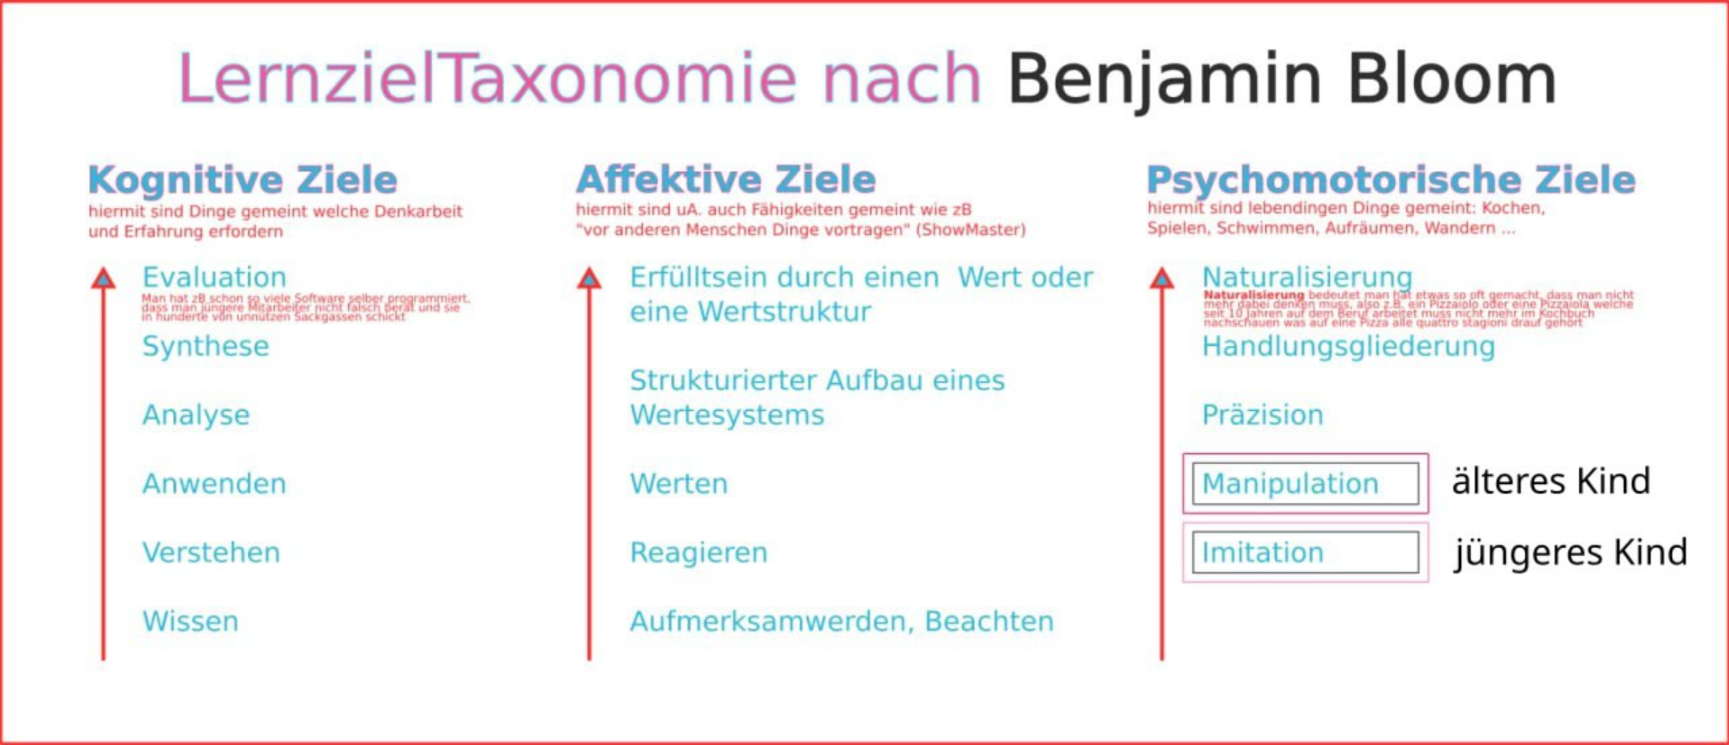 LernzielTaxonomie nach Benjamin Bloom
Kognitive Ziele
hiermit sind Dinge gemeint welche Denkarbeit
und Erfahrung erfordern
Evaluation
Man hat zB schon so viele Software selber programmiert,
dass man jüngere Mitarbeiter nicht falsch berät und sie
in hunderte von unnützen Sackgassen schickt
Synthese
Analyse
Anwenden
Verstehen
Wissen
Affektive Ziele
hiermit sind uA. auch Fähigkeiten gemeint wie zB
"vor anderen Menschen Dinge vortragen" (ShowMaster)
Erfülltsein durch einen  Wert oder
eine Wertstruktur
Strukturierter Aufbau eines
Wertesystems
Werten
Reagieren
Aufmerksamwerden, Beachten
Psychomotorische Ziele
hiermit sind lebendingen Dinge gemeint: Kochen,
Spielen, Schwimmen, Aufräumen, Wandern ...
Naturalisierung
Naturalisierung bedeutet man hat etwas so oft gemacht, dass man nicht
mehr dabei denken muss, also z.B. ein Pizzaiolo oder eine Pizzaiola welche
seit 10 Jahren auf dem Beruf arbeitet muss nicht mehr im Kochbuch
nachschauen was auf eine Pizza alle quattro stagioni drauf gehört
Handlungsgliederung
Präzision
Manipulation älteres Kind
Imitation jüngeres Kind